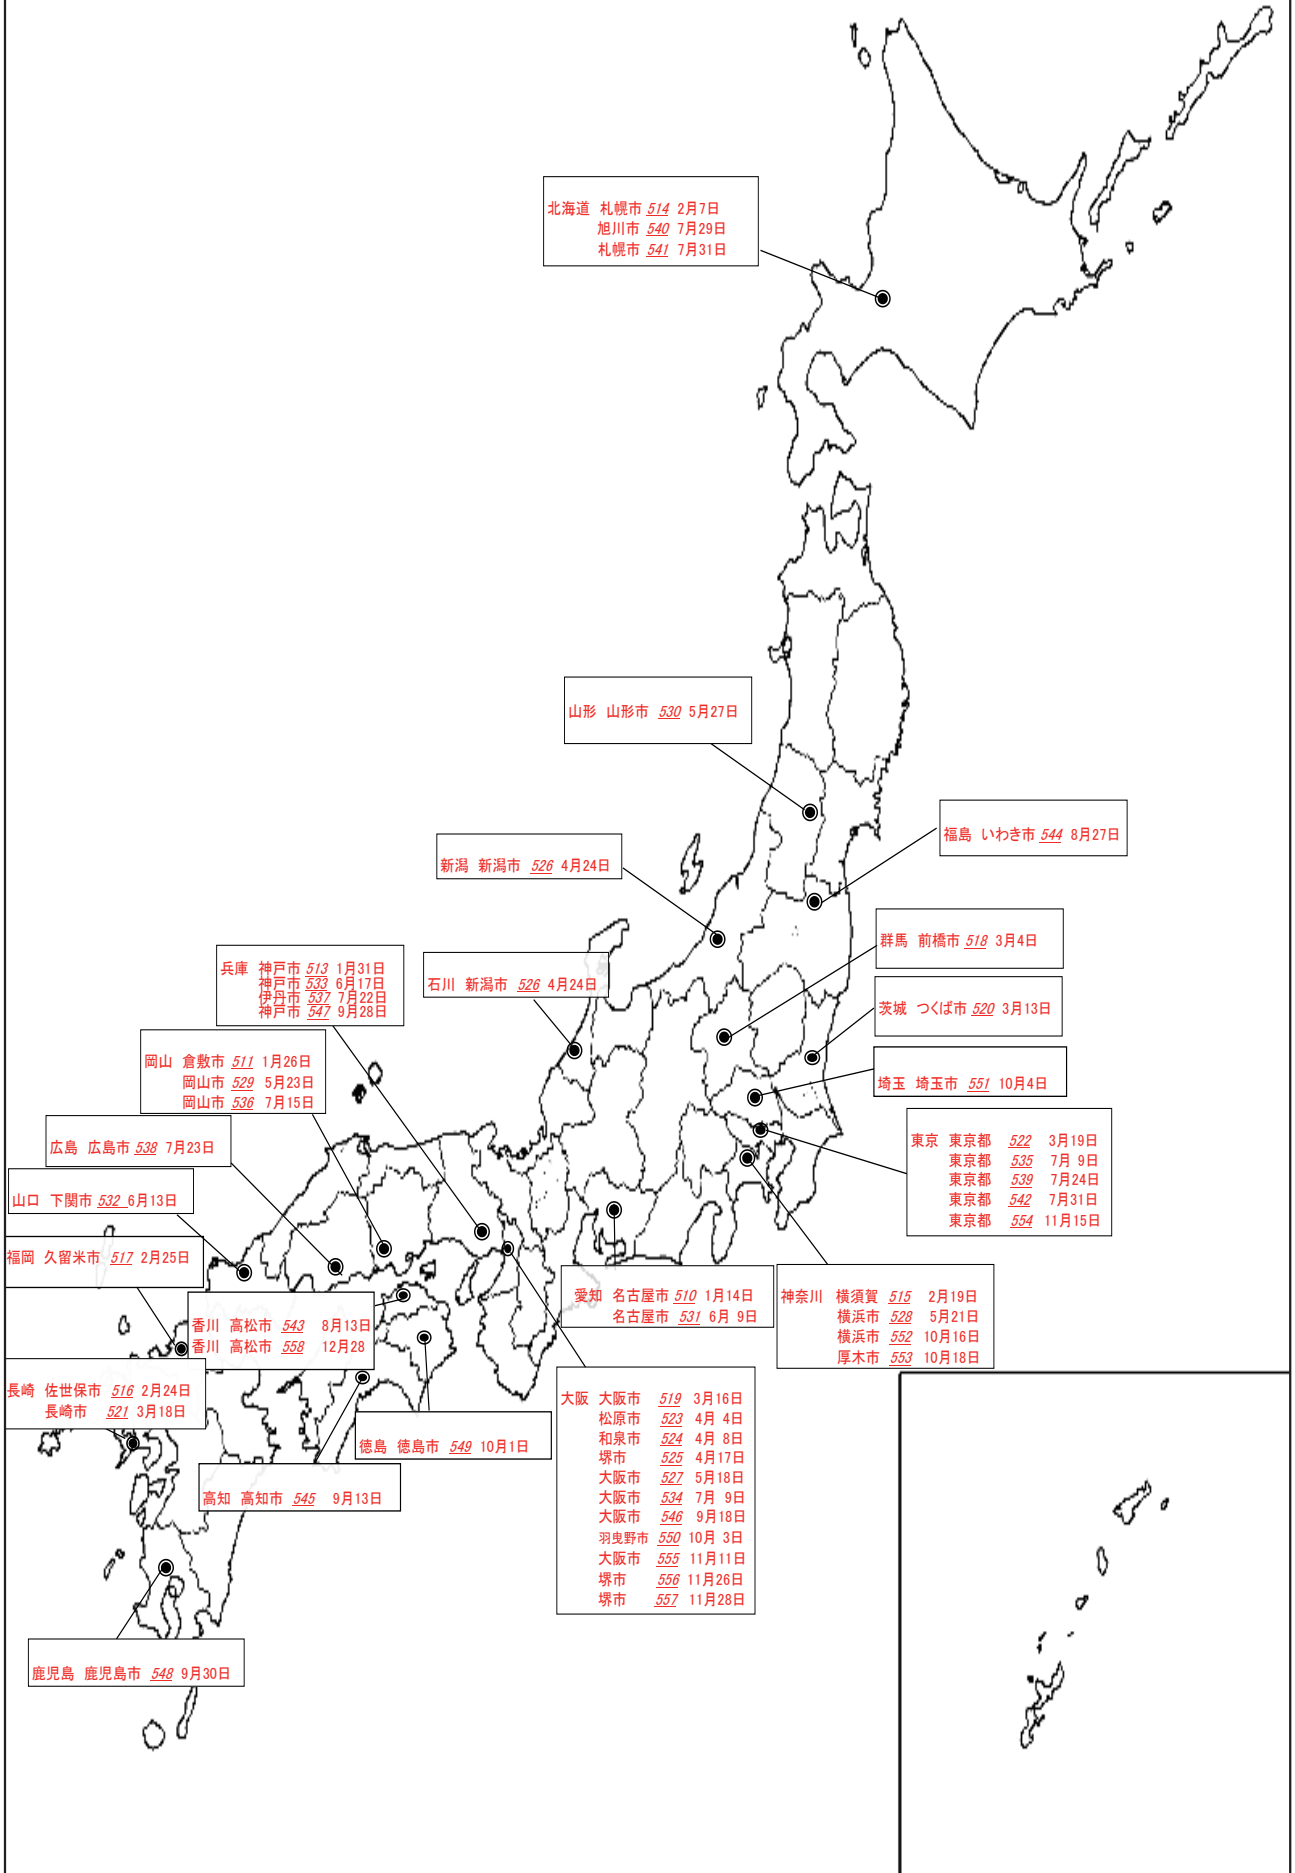 北海道 札幌市 514 2月7日
旭川市 540 7月29日
札幌市 541 7月31日
山形 山形市 530 5月27日
福島 いわき市 544 8月27日
新潟 新潟市 526 4月24日
群馬 前橋市 518 3月4日
兵庫 神戸市 513 1月31日
神戸市 533 6月17日
伊丹市 537 7月22日
神戸市 547 9月28日
石川 新潟市 526 4月24日
茨城 つくば市 520 3月13日
岡山 倉敷市 511 1月26日
岡山市 529 5月23日
岡山市 536 7月15日
埼玉 埼玉市 551 10月4日
広島 広島市 538 7月23日
東京 東京都 522 3月19日
東京都 535 7月 9日
東京都 539 7月24日
東京都 542 7月31日
東京都 554 11月15日
山口 下関市 532 6月13日
福岡 久留米市 517 2月25日
愛知 名古屋市 510 1月14日
名古屋市 531 6月 9日
神奈川 横須賀 515 2月19日
横浜市 528 5月21日
横浜市 552 10月16日
厚木市 553 10月18日
香川 高松市 543 8月13日
香川 高松市 558 12月28
長崎 佐世保市 516 2月24日
長崎市 521 3月18日
大阪 大阪市 519 3月16日
松原市 523 4月 4日
和泉市 524 4月 8日
堺市 525 4月17日
大阪市 527 5月18日
大阪市 534 7月 9日
大阪市 546 9月18日
羽曳野市 550 10月 3日
大阪市 555 11月11日
堺市 556 11月26日
堺市 557 11月28日
徳島 徳島市 549 10月1日
高知 高知市 545 9月13日
鹿児島 鹿児島市 548 9月30日